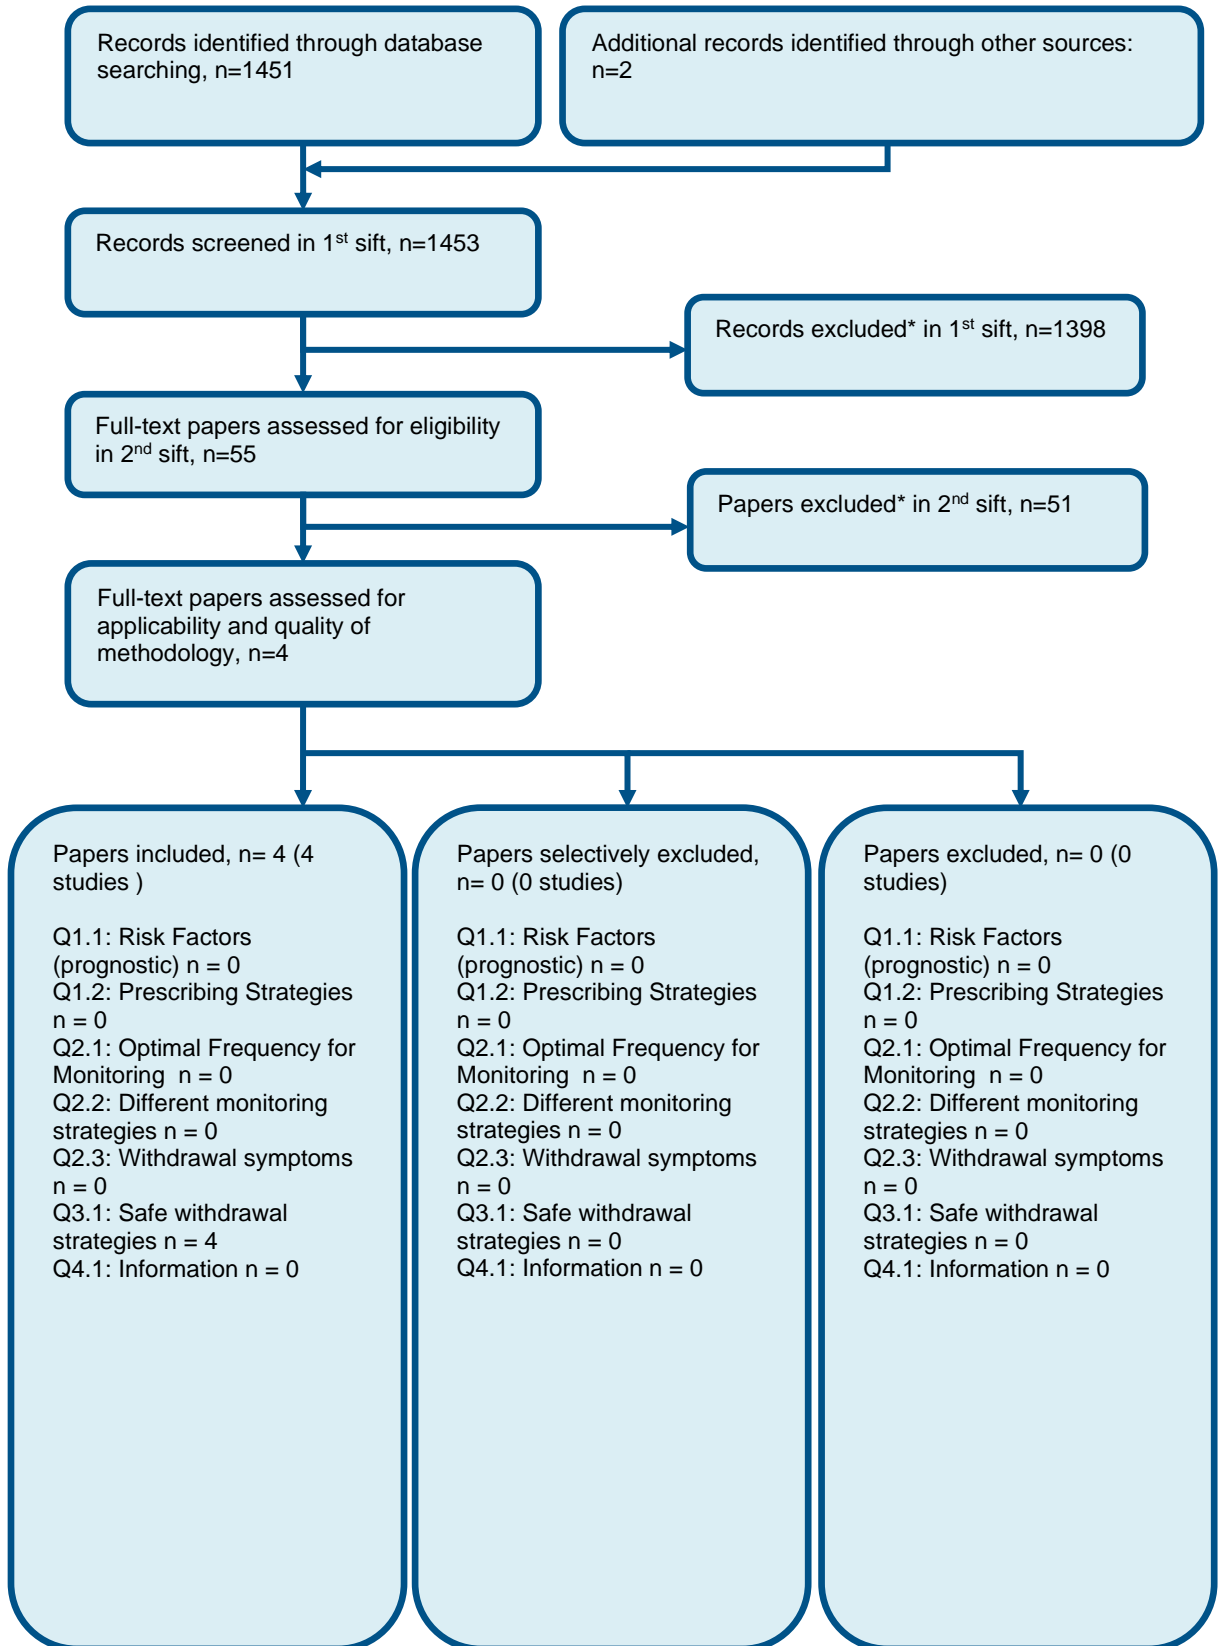 Records identified through database
searching, n=1451
Additional records identified through other sources:
n=2
Records screened in 1st sift, n=1453
Records excluded* in 1st sift, n=1398
Full-text papers assessed for eligibility
in 2nd sift, n=55
Papers excluded* in 2nd sift, n=51
Full-text papers assessed for
applicability and quality of
methodology, n=4
Papers included, n= 4 (4
studies )
Q1.1: Risk Factors
(prognostic) n = 0
Q1.2: Prescribing Strategies
n = 0
Q2.1: Optimal Frequency for
Monitoring  n = 0
Q2.2: Different monitoring
strategies n = 0
Q2.3: Withdrawal symptoms
n = 0
Q3.1: Safe withdrawal
strategies n = 4
Q4.1: Information n = 0
Papers selectively excluded,
n= 0 (0 studies)
Q1.1: Risk Factors
(prognostic) n = 0
Q1.2: Prescribing Strategies
n = 0
Q2.1: Optimal Frequency for
Monitoring  n = 0
Q2.2: Different monitoring
strategies n = 0
Q2.3: Withdrawal symptoms
n = 0
Q3.1: Safe withdrawal
strategies n = 0
Q4.1: Information n = 0
Papers excluded, n= 0 (0
studies)
Q1.1: Risk Factors
(prognostic) n = 0
Q1.2: Prescribing Strategies
n = 0
Q2.1: Optimal Frequency for
Monitoring  n = 0
Q2.2: Different monitoring
strategies n = 0
Q2.3: Withdrawal symptoms
n = 0
Q3.1: Safe withdrawal
strategies n = 0
Q4.1: Information n = 0